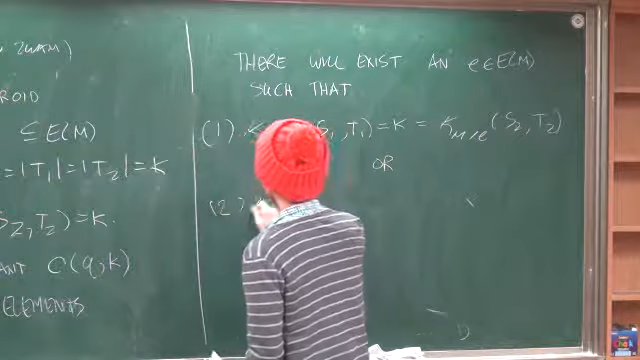 ROID
⊆ E(M)
= |T₁| = |T₂| = K
S₂, T₂) = K.
ANT C(q, K)
ELEMENTS
THERE WILL EXIST AN e ∈ E(M)
SUCH THAT
(1) K (S₁, T₁) = K = K_{M/e} (S₂, T₂)
OR
(2)